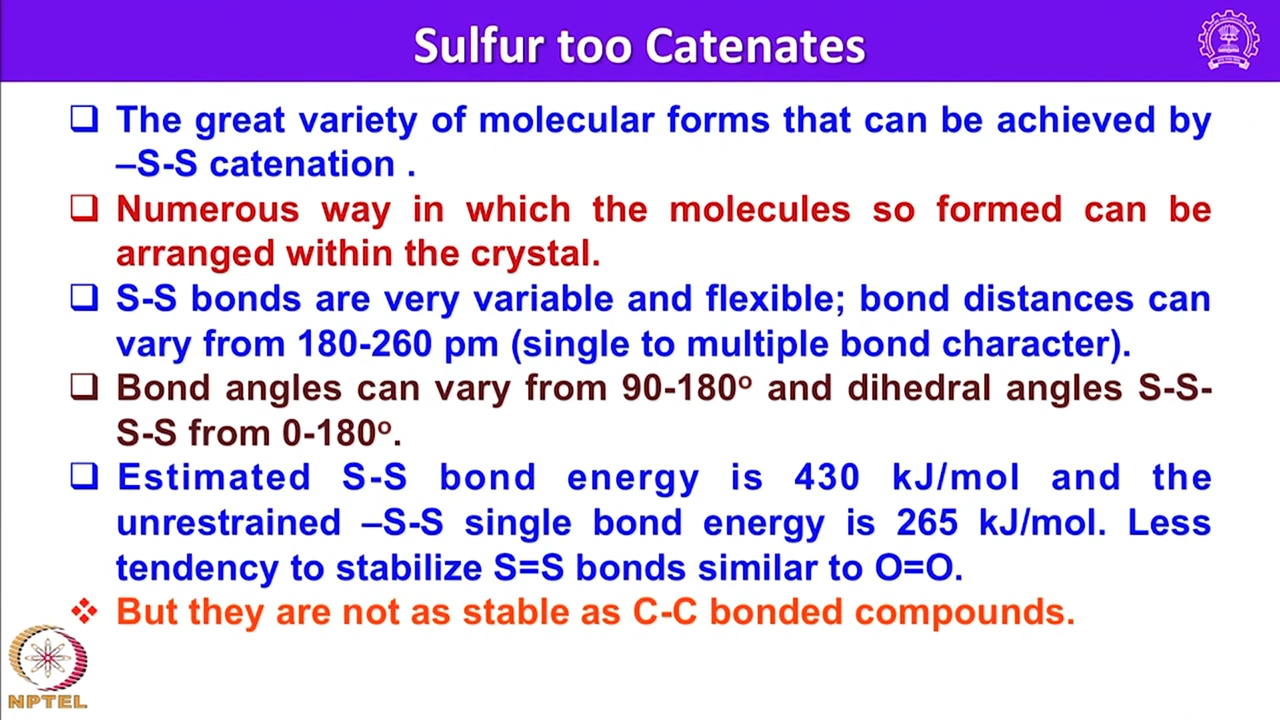 Sulfur too Catenates
The great variety of molecular forms that can be achieved by
–S-S catenation .
Numerous way in which the molecules so formed can be
arranged within the crystal.
S-S bonds are very variable and flexible; bond distances can
vary from 180-260 pm (single to multiple bond character).
Bond angles can vary from 90-180º and dihedral angles S-S-
S-S from 0-180º.
Estimated S-S bond energy is 430 kJ/mol and the
unrestrained –S-S single bond energy is 265 kJ/mol. Less
tendency to stabilize S=S bonds similar to O=O.
But they are not as stable as C-C bonded compounds.
NPTEL